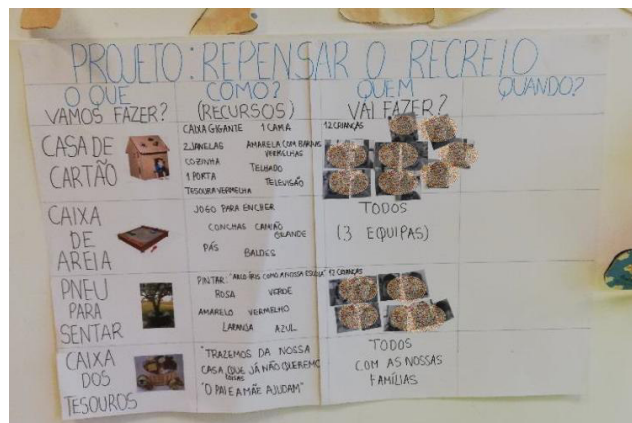 PROJETO: REPENSAR O RECREIO
O QUE
VAMOS FAZER?
COMO?
(RECURSOS)
QUEM
VAI FAZER?
QUANDO?
CASA DE
CARTÃO
CAIXA GIGANTE 1 CAMA
2 JANELAS AMARELA COM BARRAS
VERMELHAS
COZINHA TELHADO
1 PORTA TELEVISÃO
TESOURA VERMELHA
12 CRIANÇAS
CAIXA
DE
AREIA
JOGO PARA ENCHER
CONCHAS CAMIÃO
GRANDE
PÁS BALDES
TODOS
(3 EQUIPAS)
PNEU
PARA
SENTAR
PINTAR: "ARCO-ÍRIS COMO A NOSSA ESCOLA"
ROSA VERDE
AMARELO VERMELHO
LARANJA AZUL
12 CRIANÇAS
CAIXA
DOS
TESOUROS
"TRAZEMOS DA NOSSA
CASA COISAS QUE JÁ NÃO QUEREMOS"
"O PAI E A MÃE AJUDAM"
TODOS
COM AS NOSSAS
FAMÍLIAS